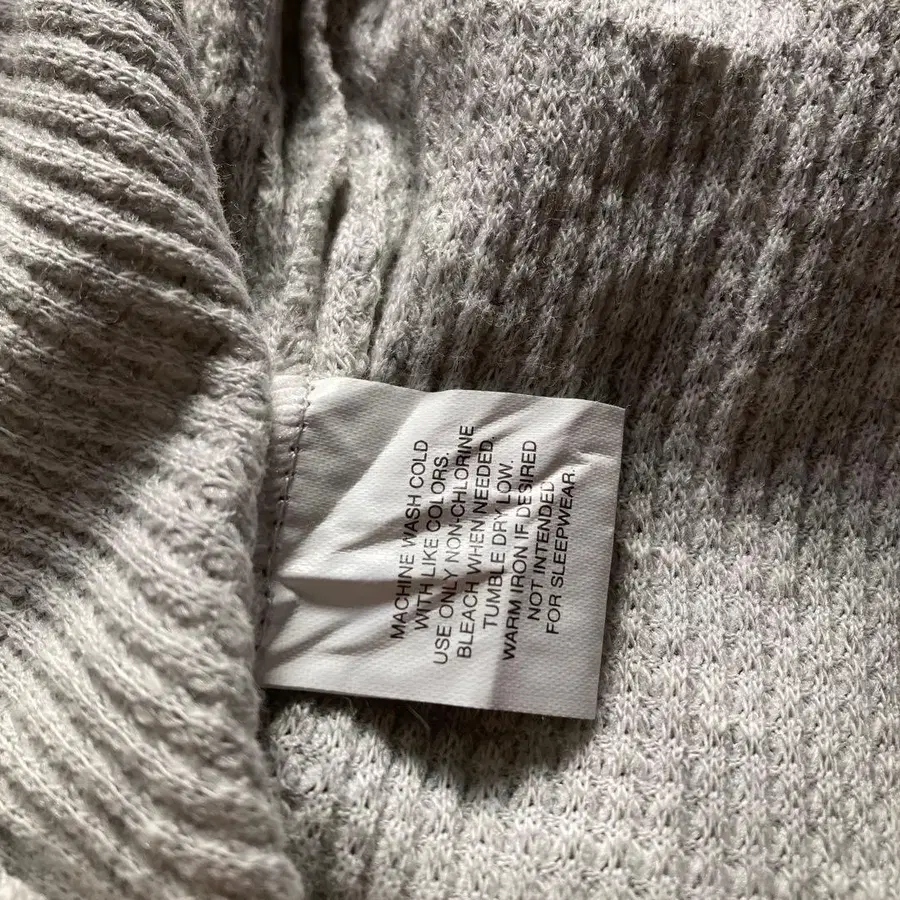 MACHINE WASH COLD
WITH LIKE COLORS.
USE ONLY NON-CHLORINE
BLEACH WHEN NEEDED.
TUMBLE DRY LOW.
WARM IRON IF DESIRED
NOT INTENDED
FOR SLEEPWEAR.